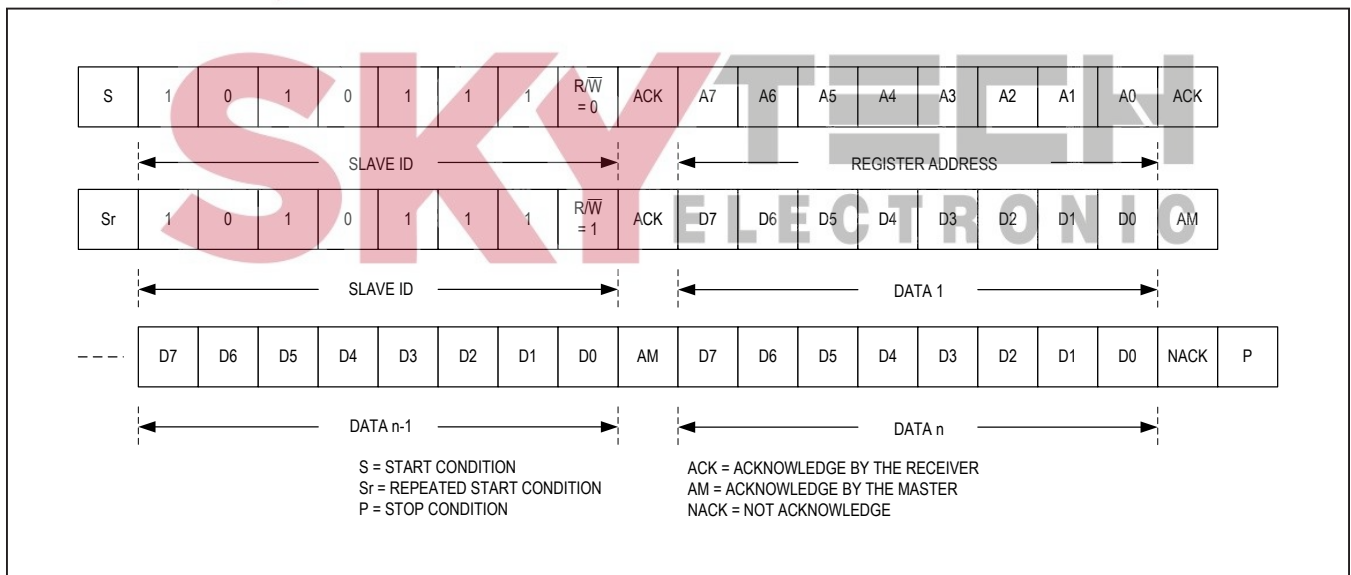 SKYTECH
ELECTRONIC
S 1 0 1 0 1 1 1 R/W̅ = 0 ACK A7 A6 A5 A4 A3 A2 A1 A0 ACK
SLAVE ID REGISTER ADDRESS
Sr 1 0 1 0 1 1 1 R/W̅ = 1 ACK D7 D6 D5 D4 D3 D2 D1 D0 AM
SLAVE ID DATA 1
D7 D6 D5 D4 D3 D2 D1 D0 AM D7 D6 D5 D4 D3 D2 D1 D0 NACK P
DATA n-1 DATA n
S = START CONDITION
Sr = REPEATED START CONDITION
P = STOP CONDITION
ACK = ACKNOWLEDGE BY THE RECEIVER
AM = ACKNOWLEDGE BY THE MASTER
NACK = NOT ACKNOWLEDGE